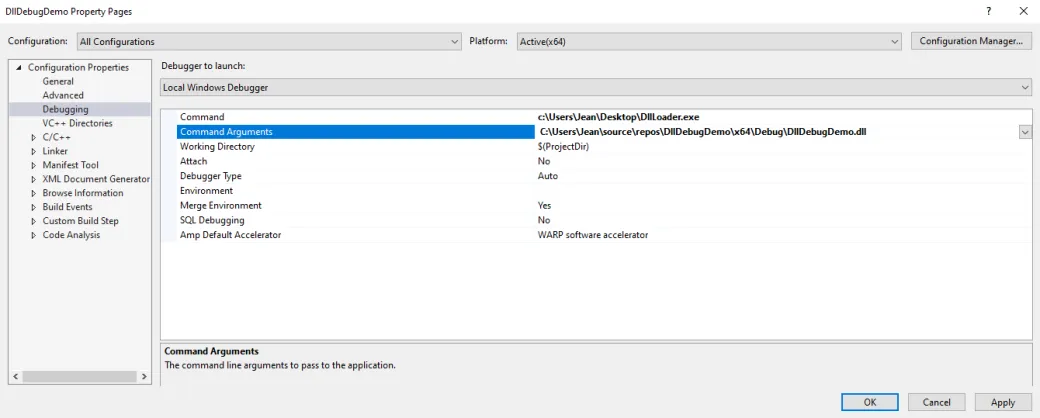 DllDebugDemo Property Pages
? ×
Configuration: All Configurations Platform: Active(x64) Configuration Manager...
Configuration Properties
General
Advanced
Debugging
VC++ Directories
C/C++
Linker
Manifest Tool
XML Document Generator
Browse Information
Build Events
Custom Build Step
Code Analysis
Debugger to launch:
Local Windows Debugger
Command c:\Users\Jean\Desktop\DllLoader.exe
Command Arguments C:\Users\Jean\source\repos\DllDebugDemo\x64\Debug\DllDebugDemo.dll
Working Directory $(ProjectDir)
Attach No
Debugger Type Auto
Environment
Merge Environment Yes
SQL Debugging No
Amp Default Accelerator WARP software accelerator
Command Arguments
The command line arguments to pass to the application.
OK Cancel Apply